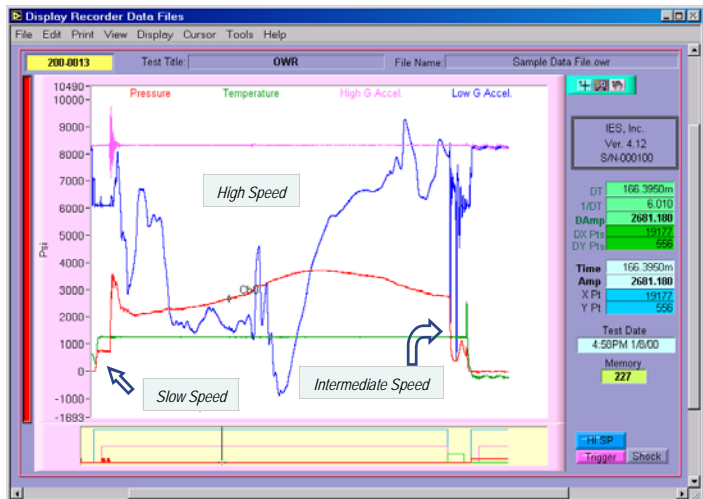 Display Recorder Data Files
File Edit Print View Display Cursor Tools Help
200-0013 Test Title: OWR File Name: Sample Data File.owr
Pressure Temperature High G Accel. Low G Accel.
10490
10000
9000
8000
7000
6000
5000
4000
3000
2000
1000
0
-1000
-1693
Psi
High Speed
Cb0
Slow Speed
Intermediate Speed
IES, Inc.
Ver. 4.12
S/N-000100
DT 166.3950m
1/DT 6.010
DAmp 2681.180
DX Pts 19177
DY Pts 556
Time 166.3950m
Amp 2681.180
X Pt 19177
Y Pt 556
Test Date
4:58PM 1/8/00
Memory
227
HI SP
Trigger Shock